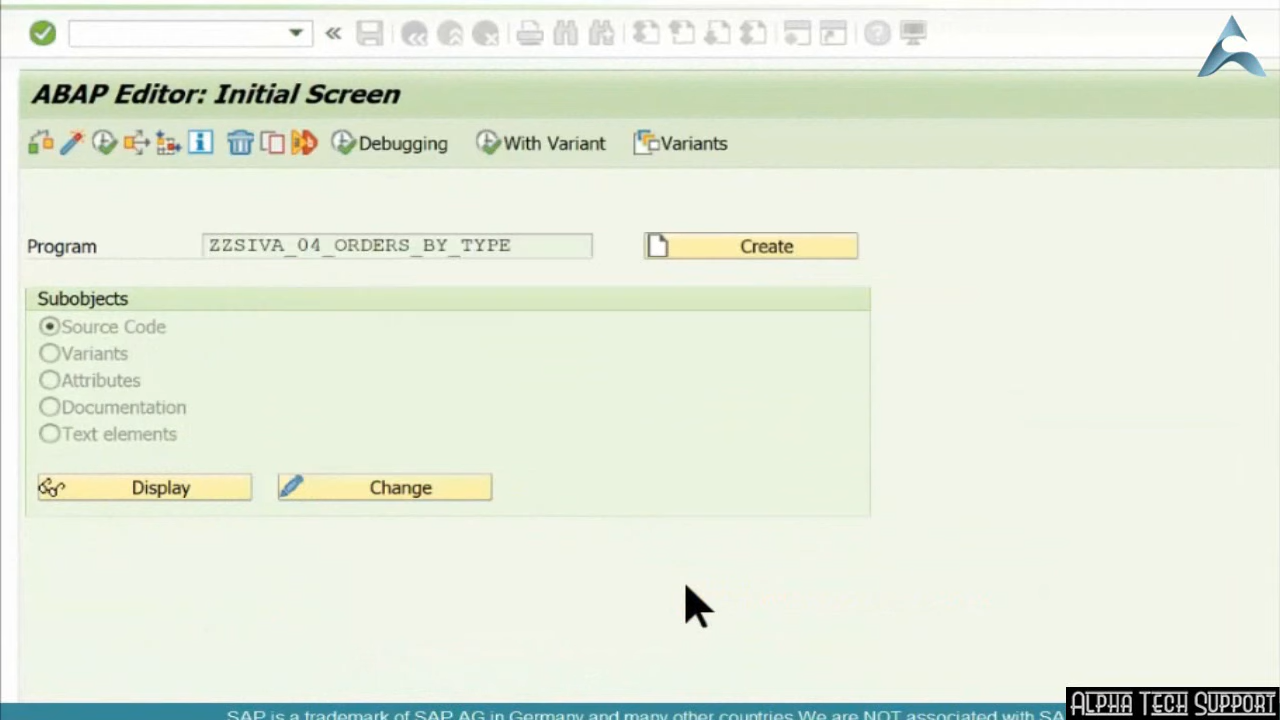 ABAP Editor: Initial Screen
Debugging With Variant Variants
Program ZZSIVA_04_ORDERS_BY_TYPE Create
Subobjects
Source Code
Variants
Attributes
Documentation
Text elements
Display Change
ALPHA TECH SUPPORT
SAP is a trademark of SAP AG in Germany and many other countries.We are NOT associated with SA